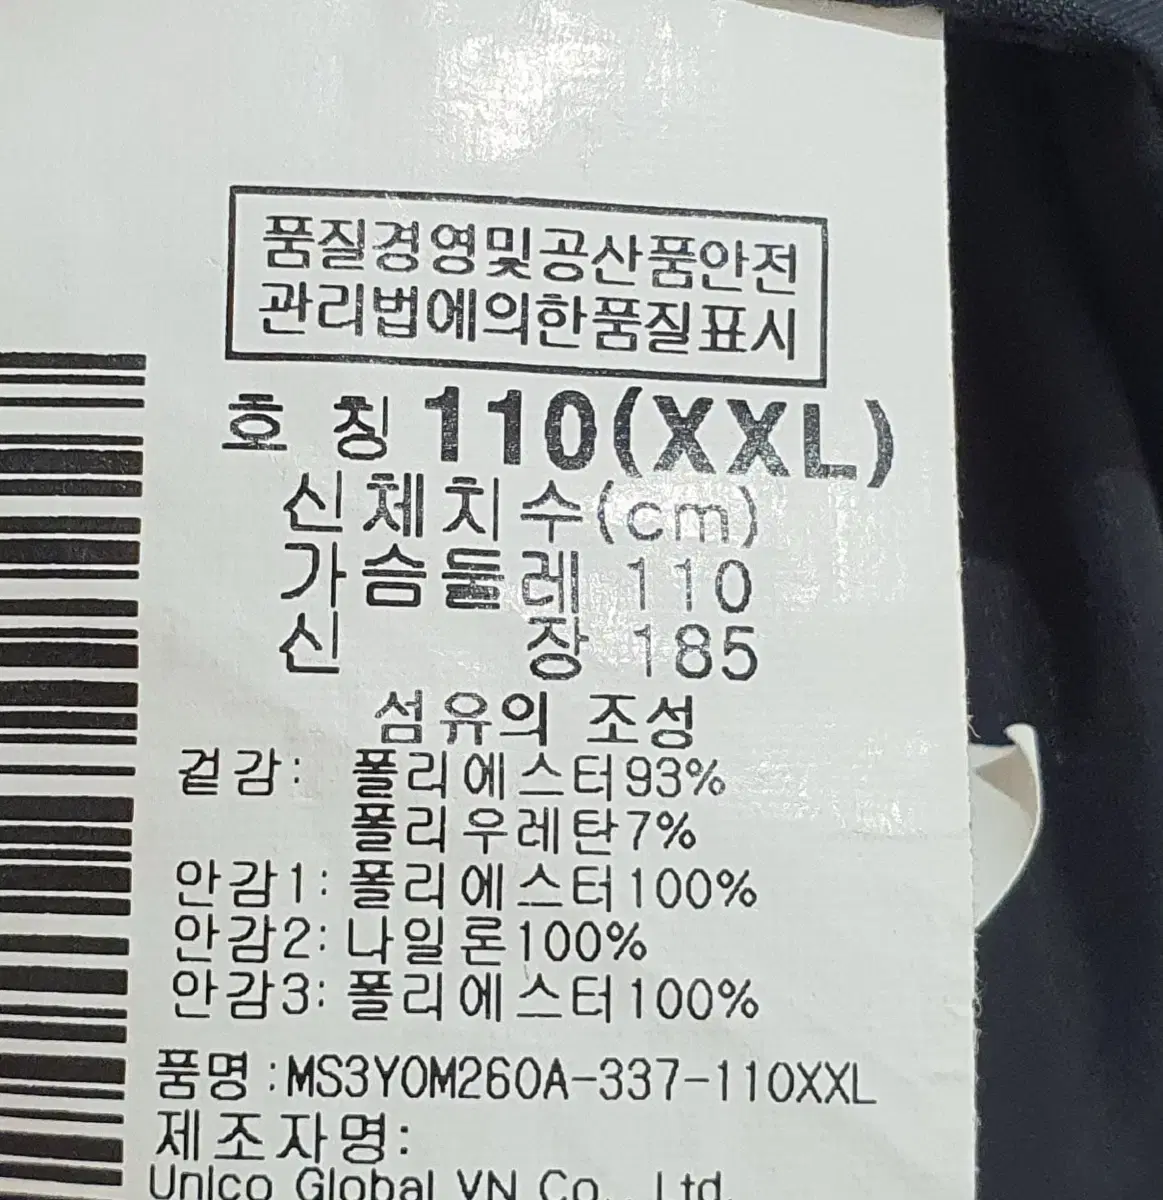 품질경영및공산품안전
관리법에의한품질표시
호 칭 110(XXL)
신체치수(cm)
가슴둘레 110
신 장 185
섬유의 조성
겉감: 폴리에스터93%
폴리우레탄7%
안감1: 폴리에스터100%
안감2: 나일론100%
안감3: 폴리에스터100%
품명:MS3Y0M260A-337-110XXL
제조자명:
Unico Global VN Co., Ltd.